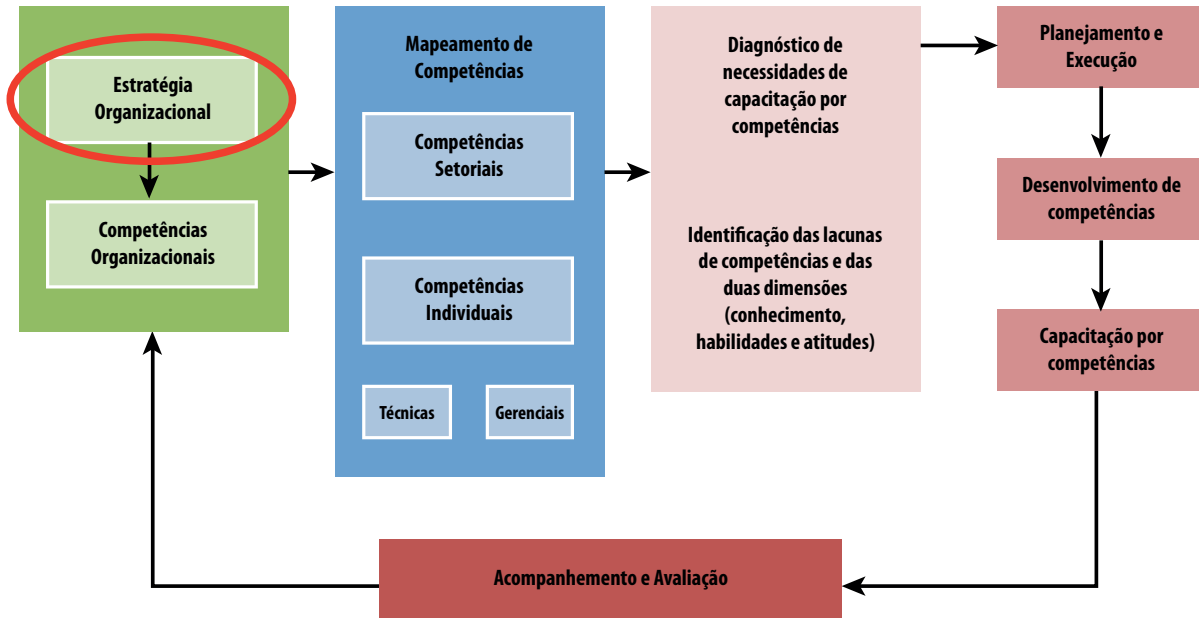 Estratégia
Organizacional
Competências
Organizacionais
Mapeamento de
Competências
Competências
Setoriais
Competências
Individuais
Técnicas
Gerenciais
Diagnóstico de
necessidades de
capacitação por
competências
Identificação das lacunas
de competências e das
duas dimensões
(conhecimento,
habilidades e atitudes)
Planejamento e
Execução
Desenvolvimento de
competências
Capacitação por
competências
Acompanhemento e Avaliação